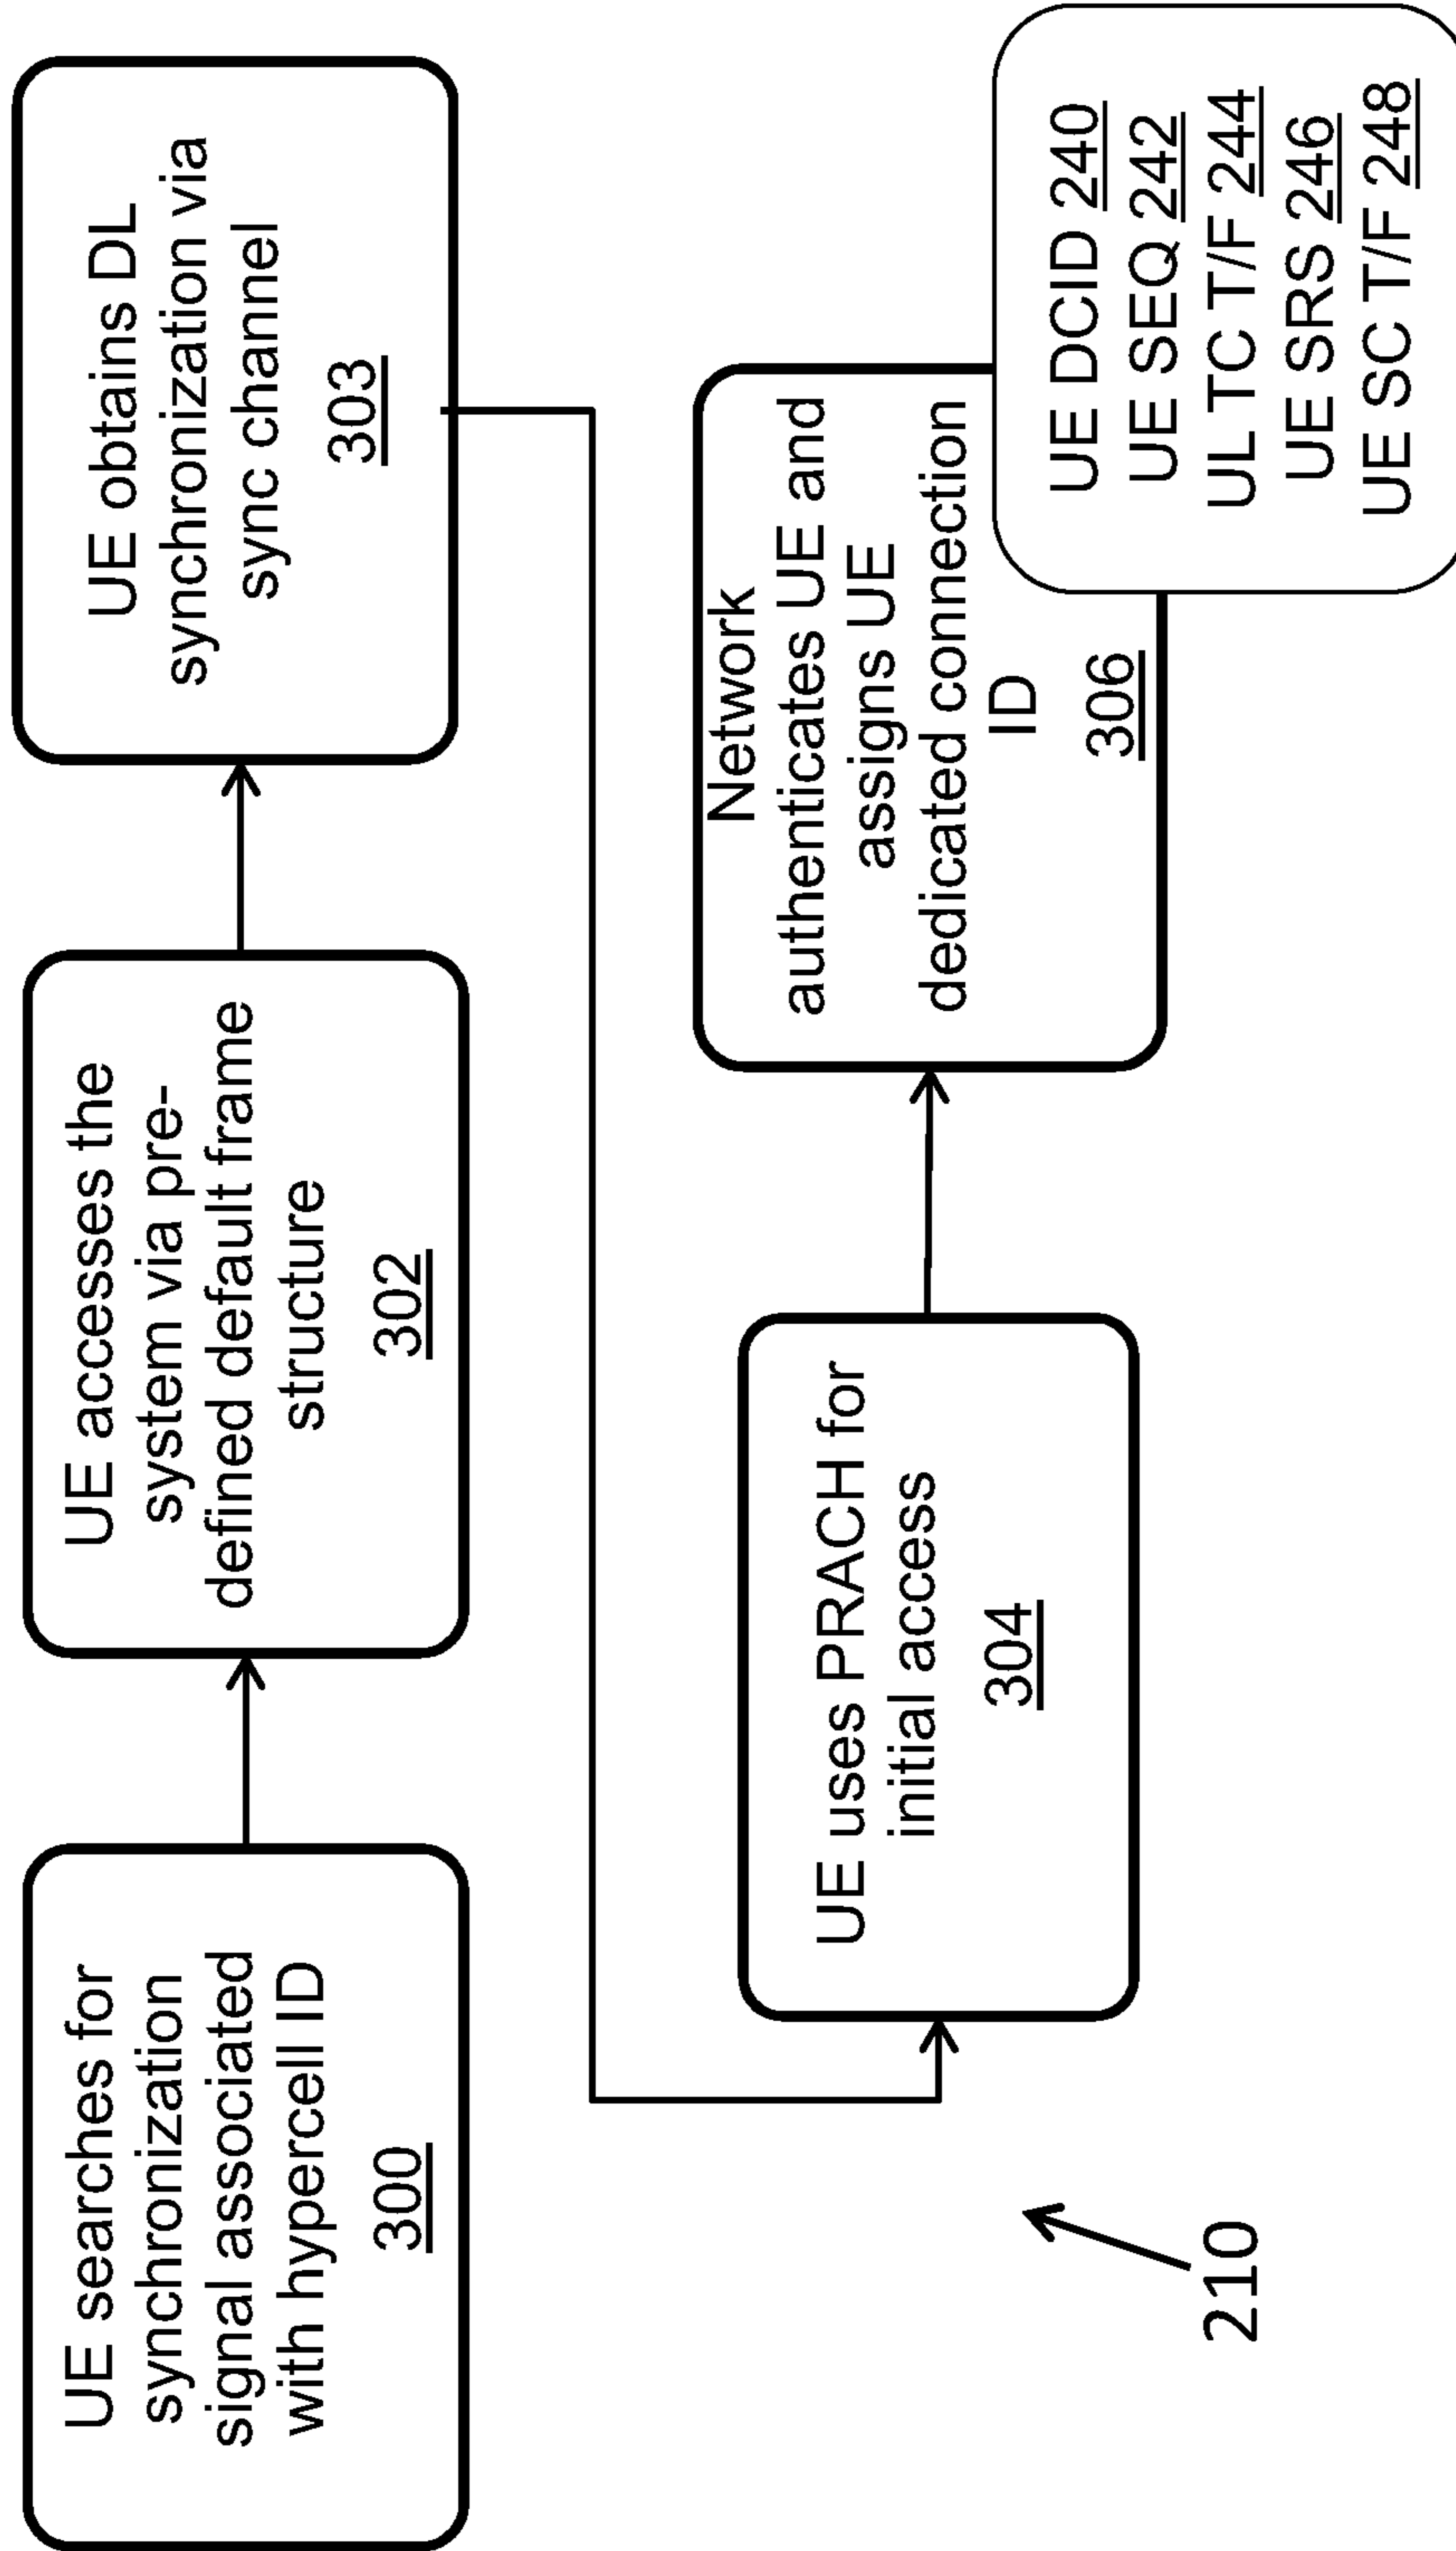 UE searches for
synchronization
signal associated
with hypercell ID
300
UE accesses the
system via pre-
defined default frame
structure
302
UE obtains DL
synchronization via
sync channel
303
UE uses PRACH for
initial access
304
Network
authenticates UE and
assigns UE
dedicated connection
ID
306
UE DCID 240
UE SEQ 242
UL TC T/F 244
UE SRS 246
UE SC T/F 248
210